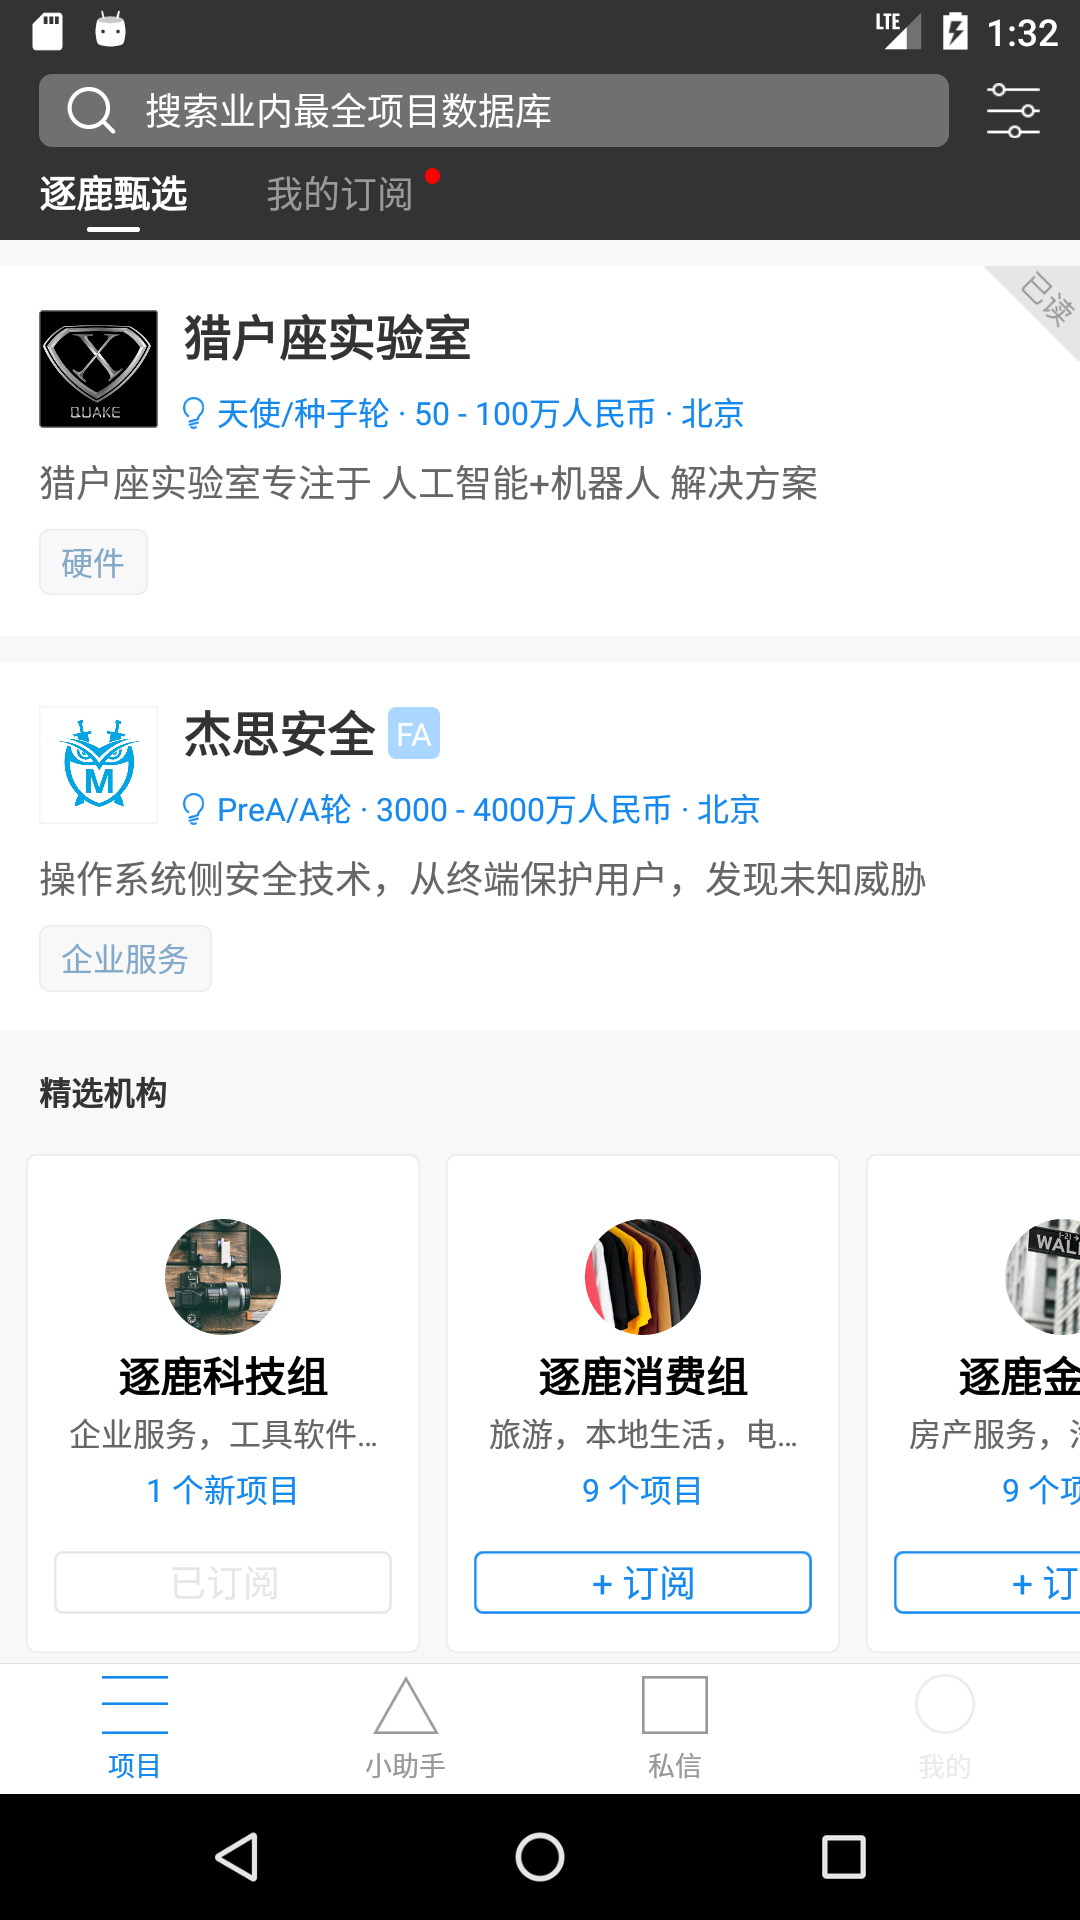 LTE 1:32
搜索业内最全项目数据库
逐鹿甄选 我的订阅
已读
猎户座实验室
QUAKE
天使/种子轮 · 50 - 100万人民币 · 北京
猎户座实验室专注于 人工智能+机器人 解决方案
硬件
杰思安全 FA
M
PreA/A轮 · 3000 - 4000万人民币 · 北京
操作系统侧安全技术，从终端保护用户，发现未知威胁
企业服务
精选机构
WALL
逐鹿科技组 逐鹿消费组 逐鹿金
企业服务，工具软件... 旅游，本地生活，电... 房产服务，
1 个新项目 9 个项目 9 个项
已订阅 + 订阅 + 订
项目 小助手 私信 我的